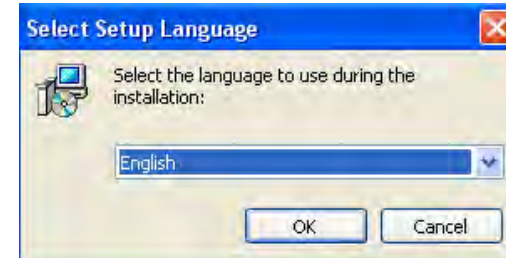 Select Setup Language
Select the language to use during the
installation:
English
OK
Cancel